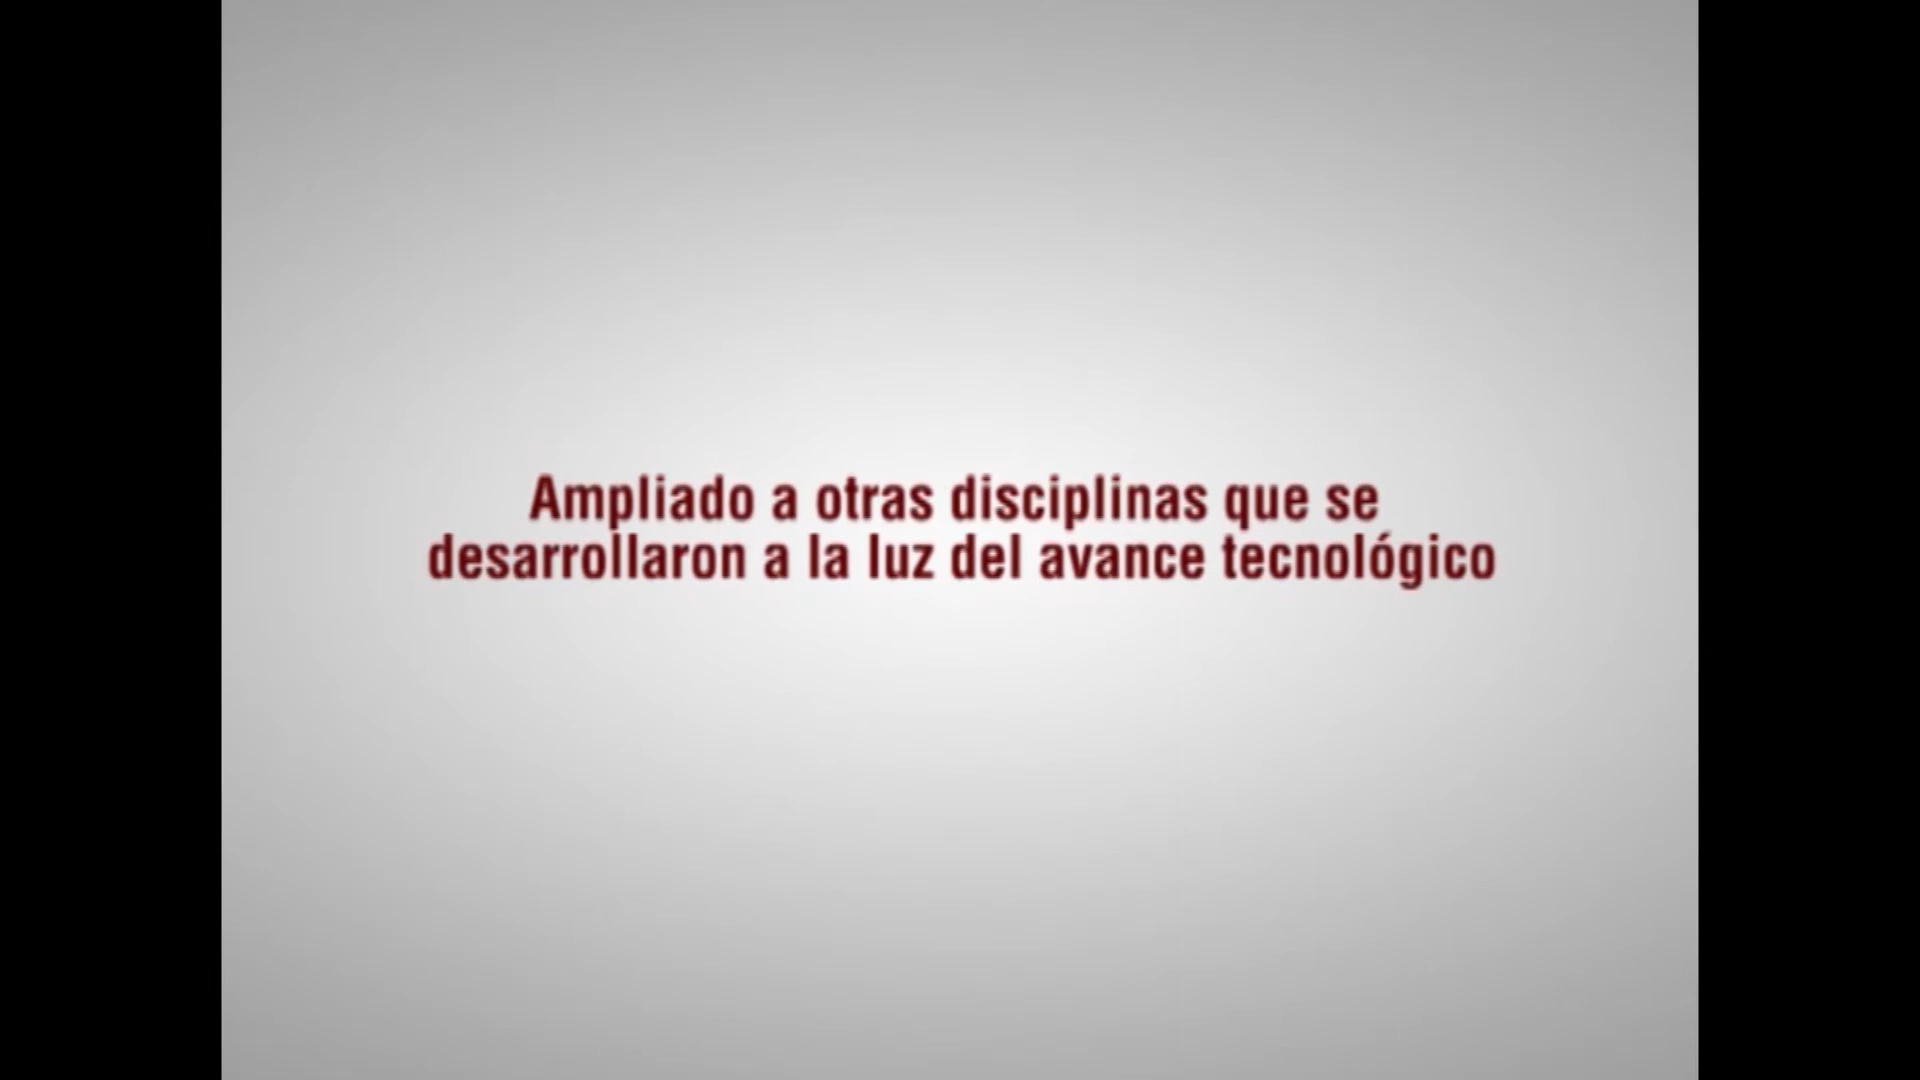 Ampliado a otras disciplinas que se
desarrollaron a la luz del avance tecnológico